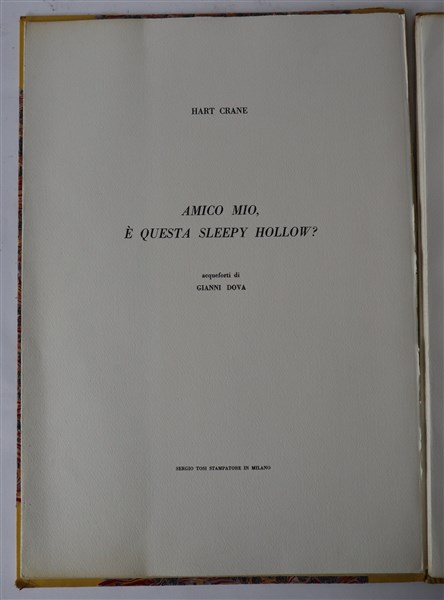 HART CRANE
AMICO MIO,
È QUESTA SLEEPY HOLLOW?
acqueforti di
GIANNI DOVA
SERGIO TOSI STAMPATORE IN MILANO